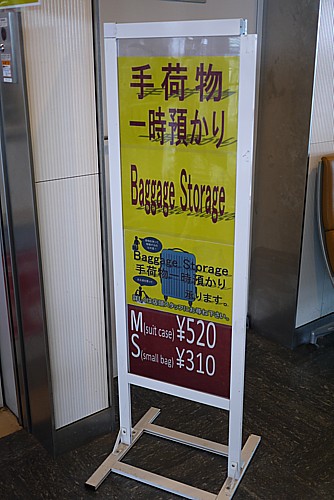 手荷物
一時預かり
Baggage Storage
Baggage Storage
手荷物一時預かり
承ります。
M(suit case) ¥520
S(small bag) ¥310